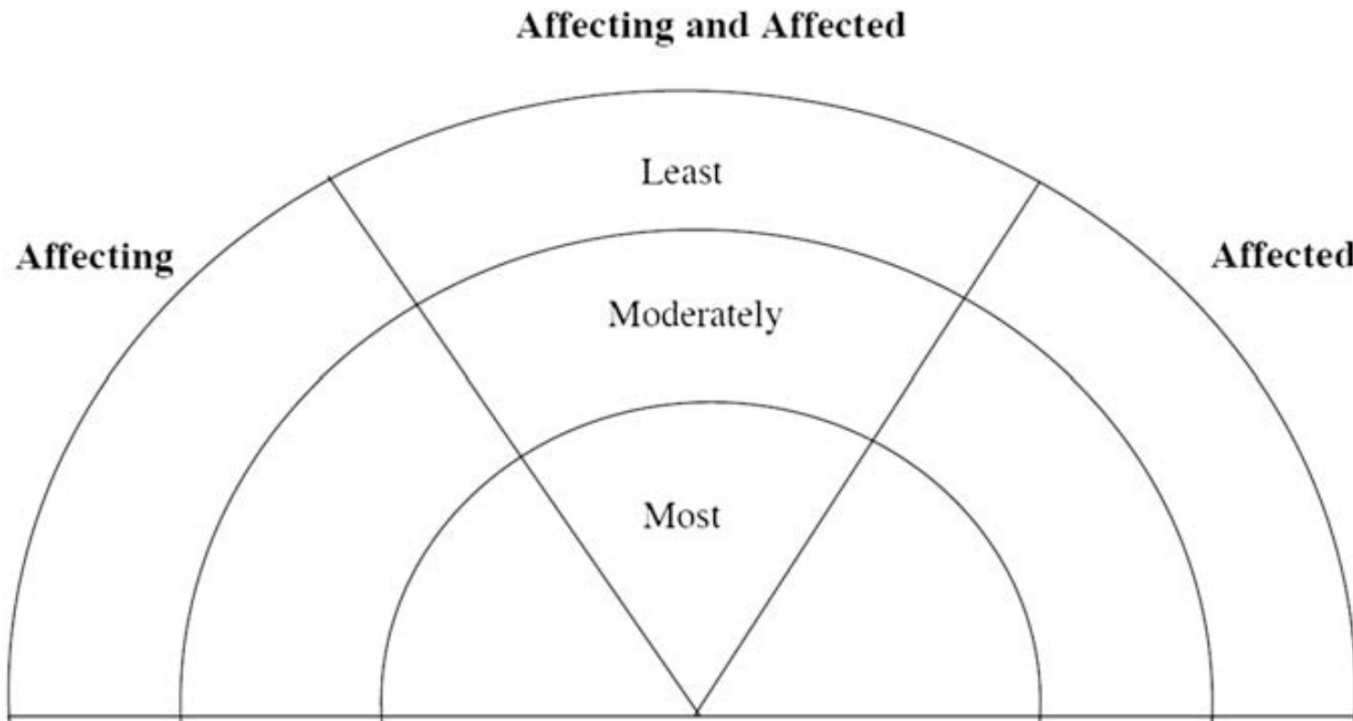 Affecting and Affected
Least
Affecting
Affected
Moderately
Most